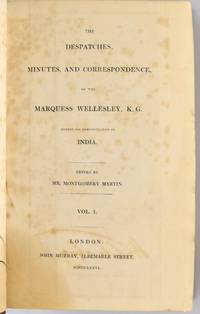 THE
DESPATCHES,
MINUTES, AND CORRESPONDENCE,
OF THE
MARQUESS WELLESLEY, K. G.
DURING HIS ADMINISTRATION IN
INDIA.
EDITED BY
MR. MONTGOMERY MARTIN.
VOL. I.
LONDON:
JOHN MURRAY, ALBEMARLE STREET.
MDCCCXXXVI.